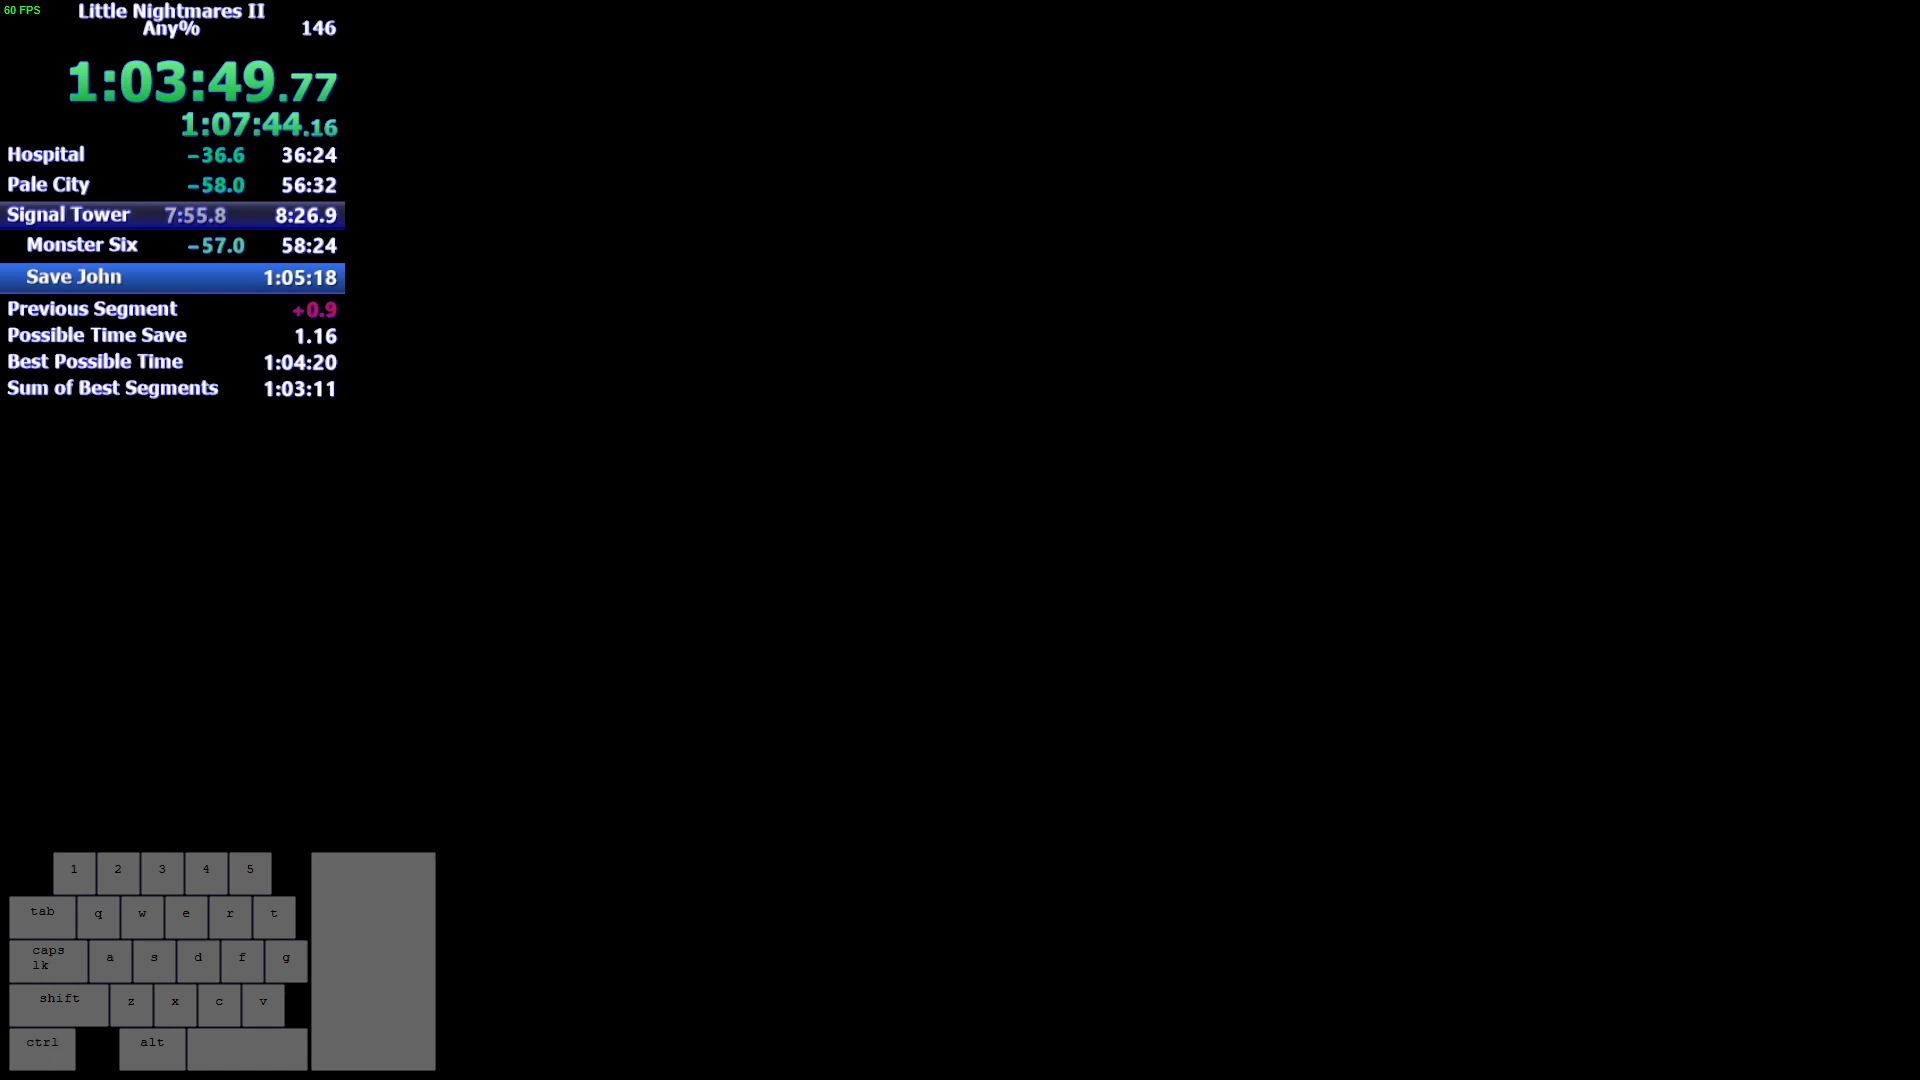 60 FPS
Little Nightmares II
Any% 146
1:03:49.77
1:07:44.16
Hospital -36.6 36:24
Pale City -58.0 56:32
Signal Tower 7:55.8 8:26.9
Monster Six -57.0 58:24
Save John 1:05:18
Previous Segment +0.9
Possible Time Save 1.16
Best Possible Time 1:04:20
Sum of Best Segments 1:03:11
1 2 3 4 5
tab q w e r t
caps lk a s d f g
shift z x c v
ctrl alt